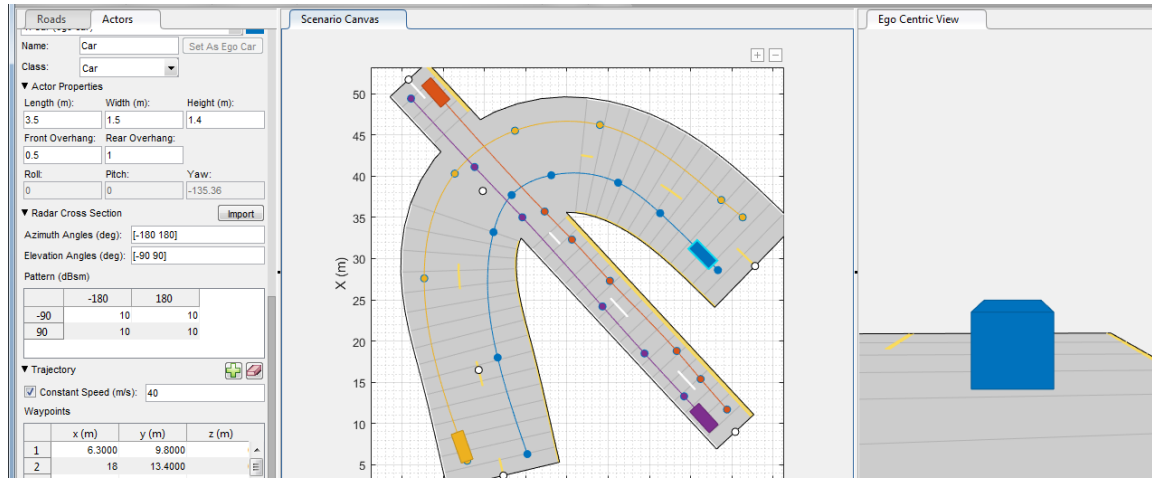 Roads Actors
Name: Car Set As Ego Car
Class: Car
▼ Actor Properties
Length (m): Width (m): Height (m):
3.5 1.5 1.4
Front Overhang: Rear Overhang:
0.5 1
Roll: Pitch: Yaw:
0 0 -135.36
▼ Radar Cross Section Import
Azimuth Angles (deg): [-180 180]
Elevation Angles (deg): [-90 90]
Pattern (dBsm)
-180 180
-90 10 10
90 10 10
▼ Trajectory
Constant Speed (m/s): 40
Waypoints
x (m) y (m) z (m)
1 6.3000 9.8000
2 18 13.4000
Scenario Canvas
50
45
40
35
30
25
20
15
10
5
X (m)
Ego Centric View